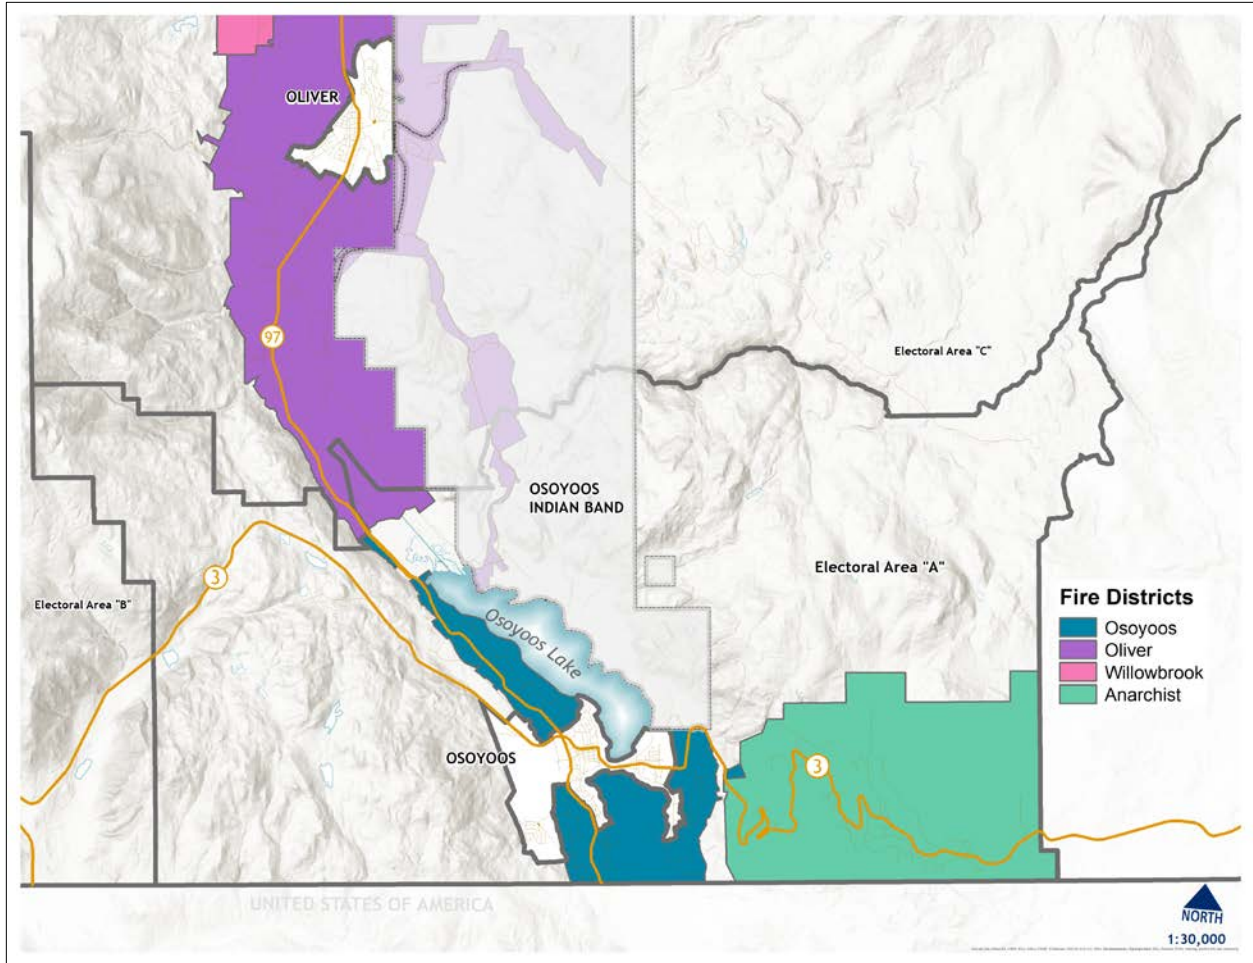 OLIVER
97
Electoral Area "C"
OSOYOOS
INDIAN BAND
Electoral Area "A"
3
Electoral Area "B"
Osoyoos Lake
Fire Districts
Osoyoos
Oliver
Willowbrook
Anarchist
OSOYOOS
3
UNITED STATES OF AMERICA
NORTH
1:30,000